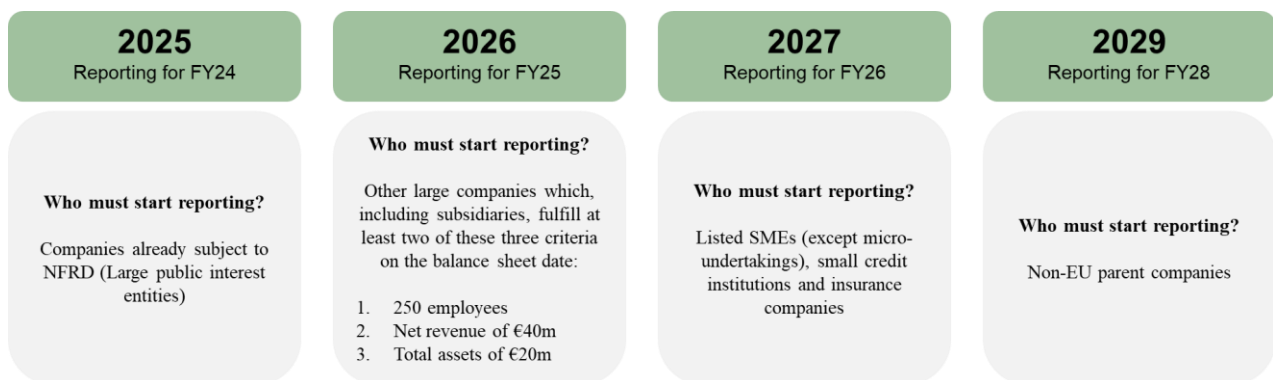 2025
Reporting for FY24
Who must start reporting?
Companies already subject to
NFRD (Large public interest
entities)
2026
Reporting for FY25
Who must start reporting?
Other large companies which,
including subsidiaries, fulfill at
least two of these three criteria
on the balance sheet date:
1. 250 employees
2. Net revenue of €40m
3. Total assets of €20m
2027
Reporting for FY26
Who must start reporting?
Listed SMEs (except micro-
undertakings), small credit
institutions and insurance
companies
2029
Reporting for FY28
Who must start reporting?
Non-EU parent companies